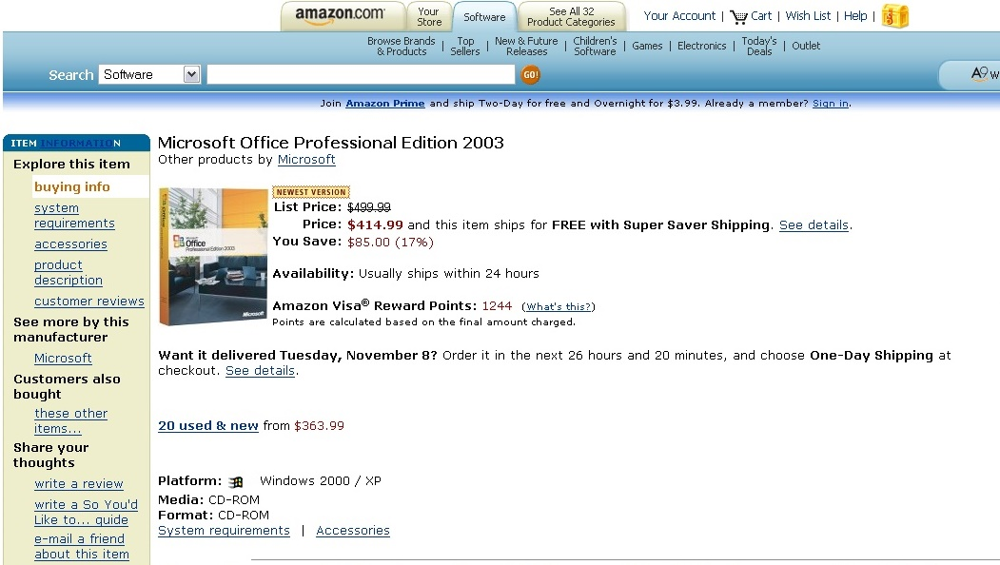 amazon.com
Your Store
Software
See All 32 Product Categories
Your Account | Cart | Wish List | Help |
Browse Brands & Products | Top Sellers | New & Future Releases | Children's Software | Games | Electronics | Today's Deals | Outlet
Search Software GO! A9 W
Join Amazon Prime and ship Two-Day for free and Overnight for $3.99. Already a member? Sign in.
ITEM INFORMATION
Explore this item
buying info
system
requirements
accessories
product
description
customer reviews
See more by this
manufacturer
Microsoft
Customers also
bought
these other
items...
Share your
thoughts
write a review
write a So You'd
Like to... guide
e-mail a friend
about this item
Microsoft Office Professional Edition 2003
Other products by Microsoft
Microsoft
Office
Professional Edition 2003
Microsoft
NEWEST VERSION
List Price: $499.99
Price: $414.99 and this item ships for FREE with Super Saver Shipping. See details.
You Save: $85.00 (17%)
Availability: Usually ships within 24 hours
Amazon Visa® Reward Points: 1244 (What's this?)
Points are calculated based on the final amount charged.
Want it delivered Tuesday, November 8? Order it in the next 26 hours and 20 minutes, and choose One-Day Shipping at
checkout. See details.
20 used & new from $363.99
Platform: Windows 2000 / XP
Media: CD-ROM
Format: CD-ROM
System requirements | Accessories